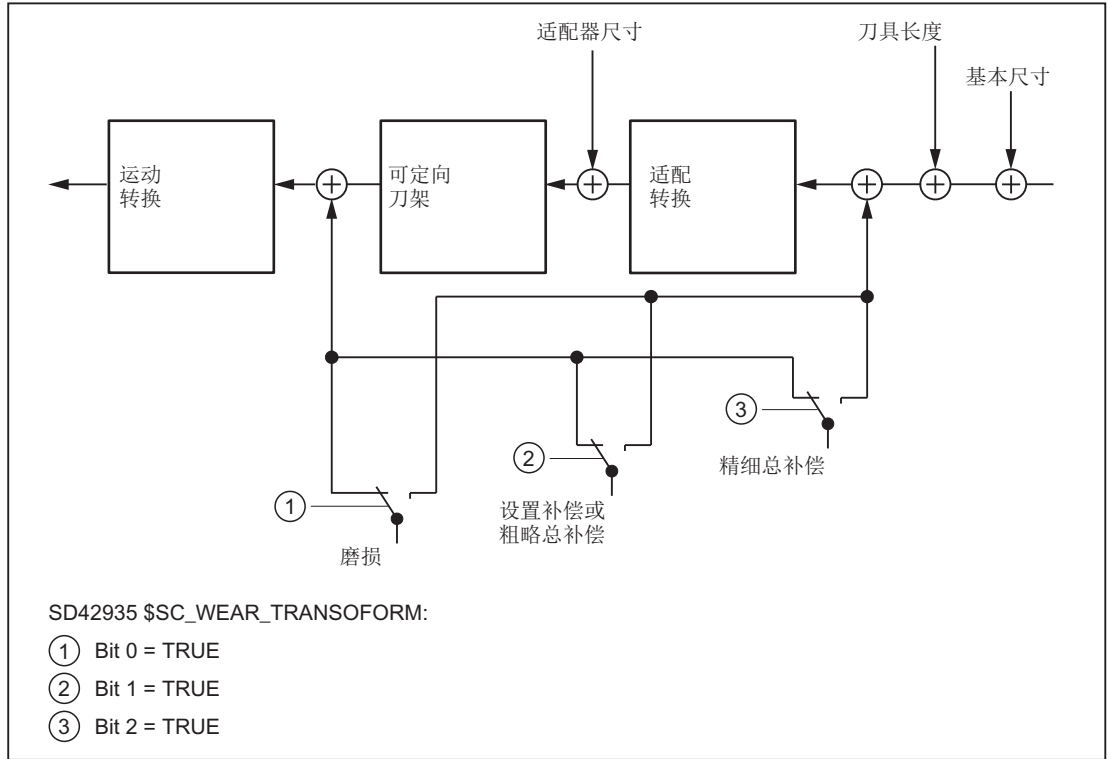 适配器尺寸
刀具长度
基本尺寸
运动
转换
可定向
刀架
适配
转换
+
+
+
+
+
3
精细总补偿
2
设置补偿或
粗略总补偿
1
磨损
SD42935 $SC_WEAR_TRANSOFORM:
1 Bit 0 = TRUE
2 Bit 1 = TRUE
3 Bit 2 = TRUE